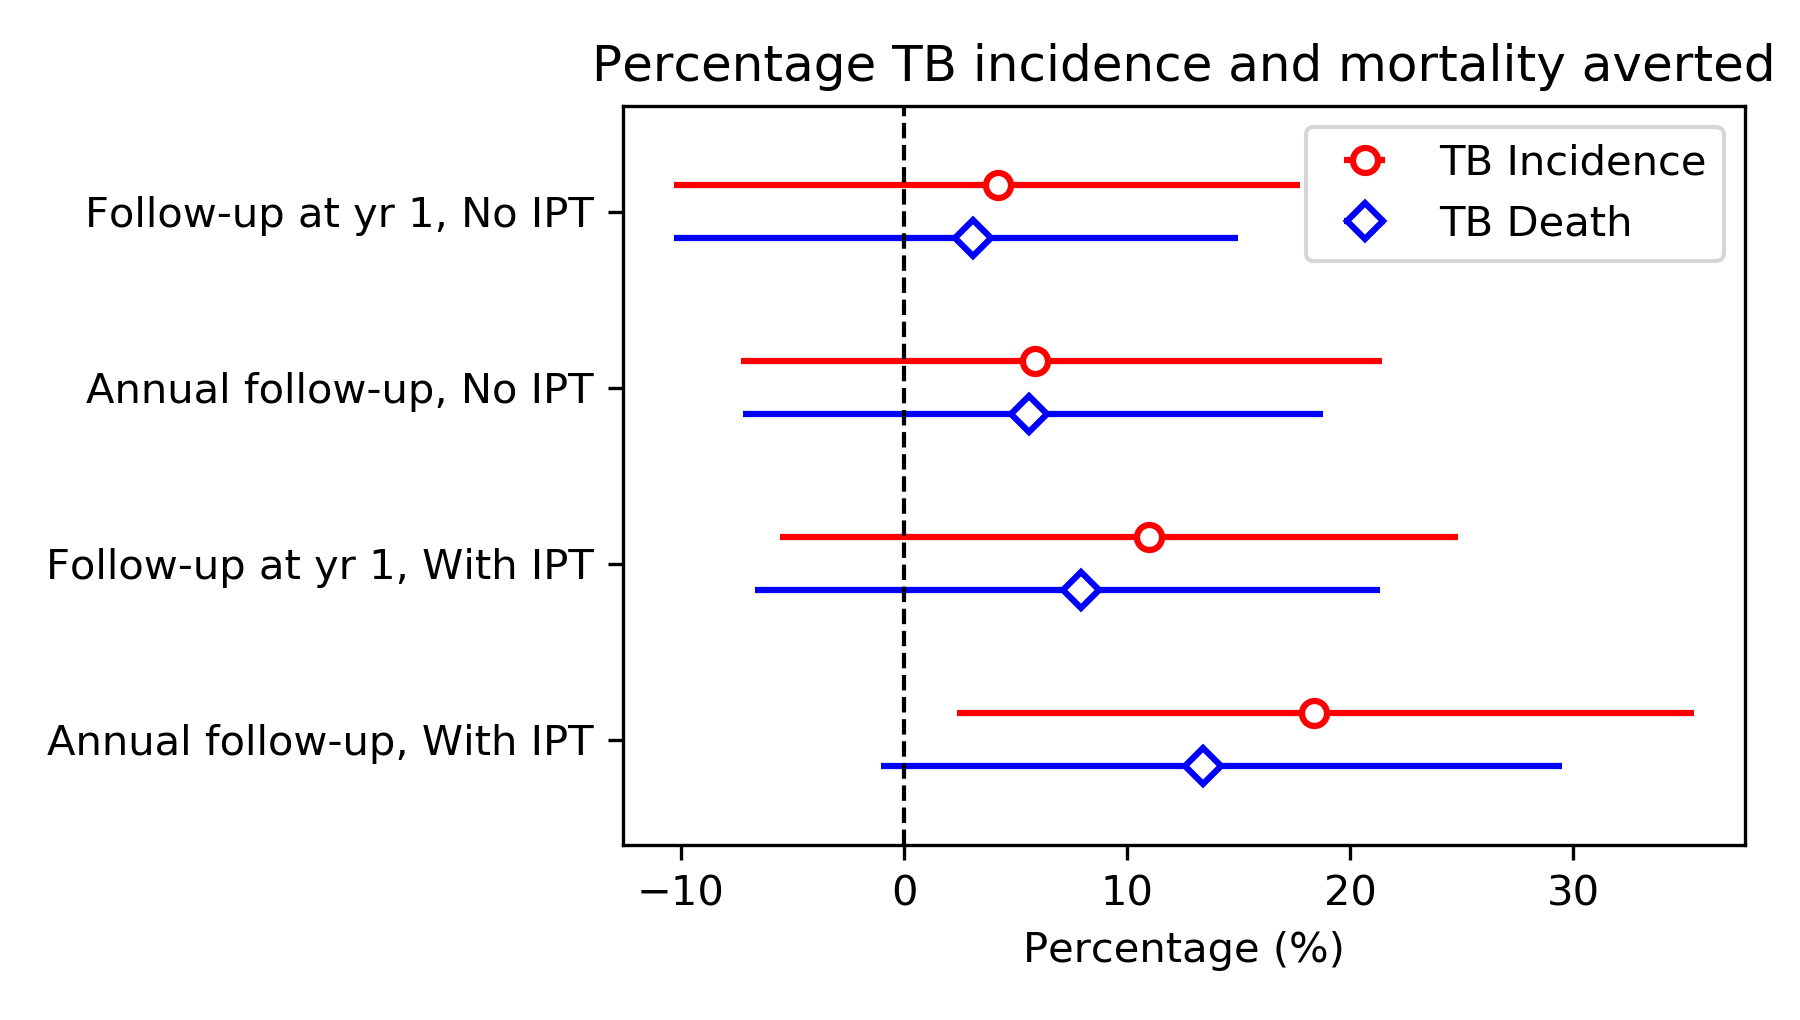 Percentage TB incidence and mortality averted
TB Incidence
TB Death
Follow-up at yr 1, No IPT
Annual follow-up, No IPT
Follow-up at yr 1, With IPT
Annual follow-up, With IPT
−10 0 10 20 30
Percentage (%)